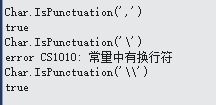 Char.IsPunctuation(',')
true
Char.IsPunctuation('\')
error CS1010: 常量中有换行符
Char.IsPunctuation('\\')
true